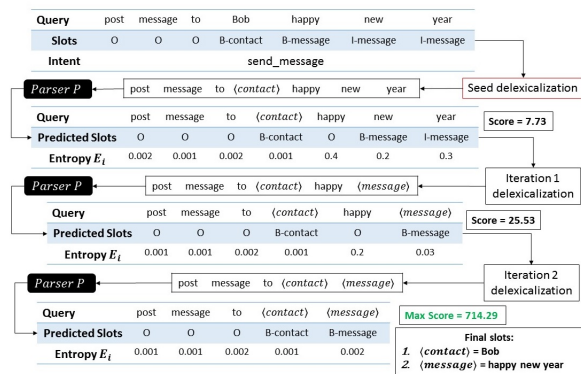 Query post message to Bob happy new year
Slots O O O B-contact B-message I-message I-message
Intent send_message
Parser P post message to ⟨contact⟩ happy new year Seed delexicalization
Query post message to ⟨contact⟩ happy new year Score = 7.73
Predicted Slots O O O B-contact O B-message I-message
Entropy E_i 0.002 0.001 0.002 0.001 0.4 0.2 0.3
Parser P post message to ⟨contact⟩ happy ⟨message⟩ Iteration 1 delexicalization
Query post message to ⟨contact⟩ happy ⟨message⟩ Score = 25.53
Predicted Slots O O O B-contact O B-message
Entropy E_i 0.001 0.001 0.002 0.001 0.2 0.03
Parser P post message to ⟨contact⟩ ⟨message⟩ Iteration 2 delexicalization
Query post message to ⟨contact⟩ ⟨message⟩ Max Score = 714.29
Predicted Slots O O O B-contact B-message
Entropy E_i 0.001 0.001 0.002 0.001 0.002
Final slots:
1. ⟨contact⟩ = Bob
2. ⟨message⟩ = happy new year